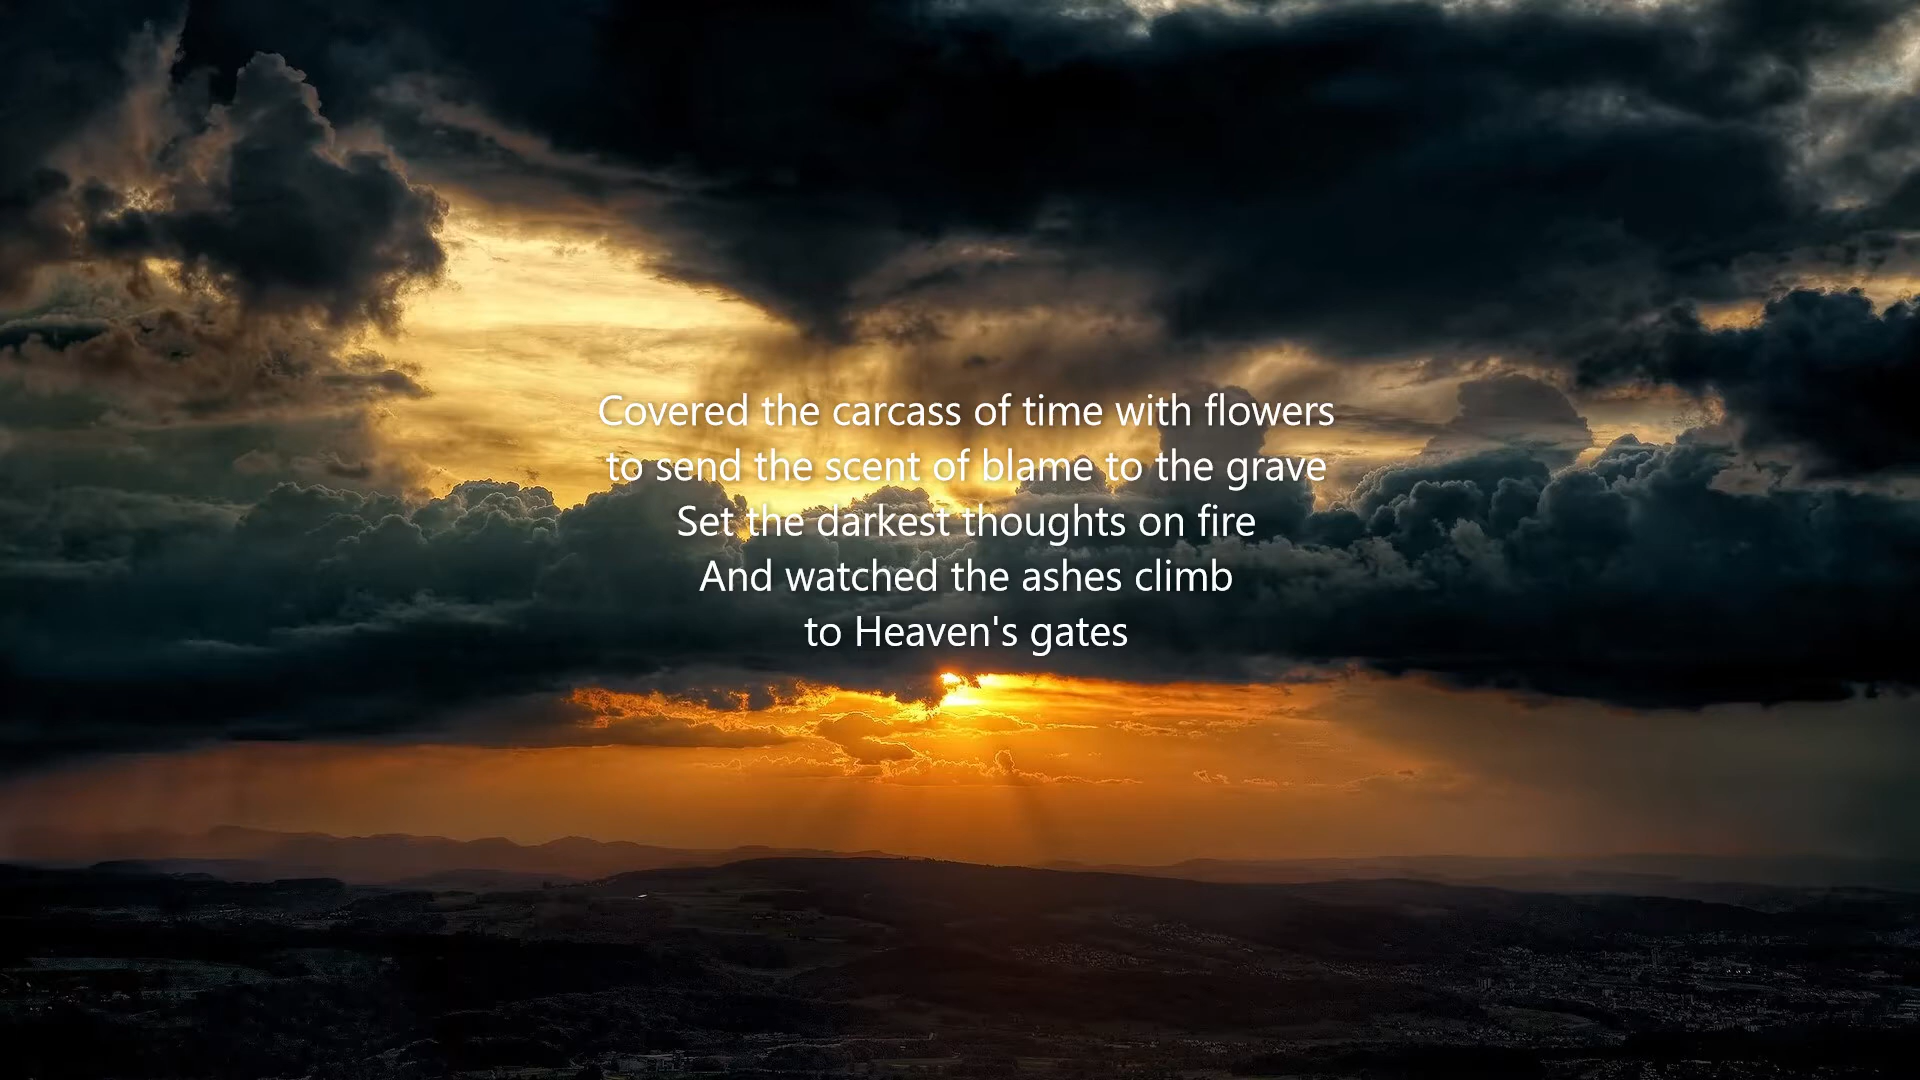 Covered the carcass of time with flowers
to send the scent of blame to the grave
Set the darkest thoughts on fire
And watched the ashes climb
to Heaven's gates